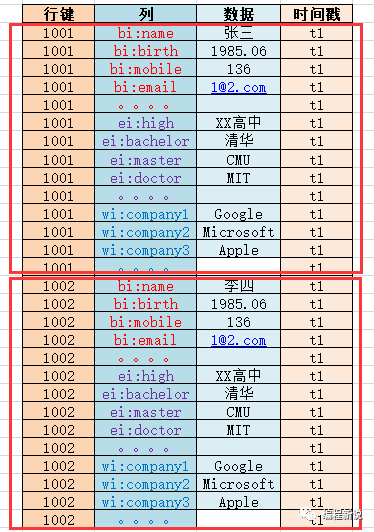 行键 列 数据 时间戳
1001 bi:name 张三 t1
1001 bi:birth 1985.06 t1
1001 bi:mobile 136 t1
1001 bi:email 1@2.com t1
1001 。。。。 t1
1001 ei:high XX高中 t1
1001 ei:bachelor 清华 t1
1001 ei:master CMU t1
1001 ei:doctor MIT t1
1001 。。。。 t1
1001 wi:company1 Google t1
1001 wi:company2 Microsoft t1
1001 wi:company3 Apple t1
1001 。。。。 t1
1002 bi:name 李四 t1
1002 bi:birth 1985.06 t1
1002 bi:mobile 136 t1
1002 bi:email 1@2.com t1
1002 。。。。 t1
1002 ei:high XX高中 t1
1002 ei:bachelor 清华 t1
1002 ei:master CMU t1
1002 ei:doctor MIT t1
1002 。。。。 t1
1002 wi:company1 Google t1
1002 wi:company2 Microsoft t1
1002 wi:company3 Apple t1
1002 。。。。 t1
编程新说